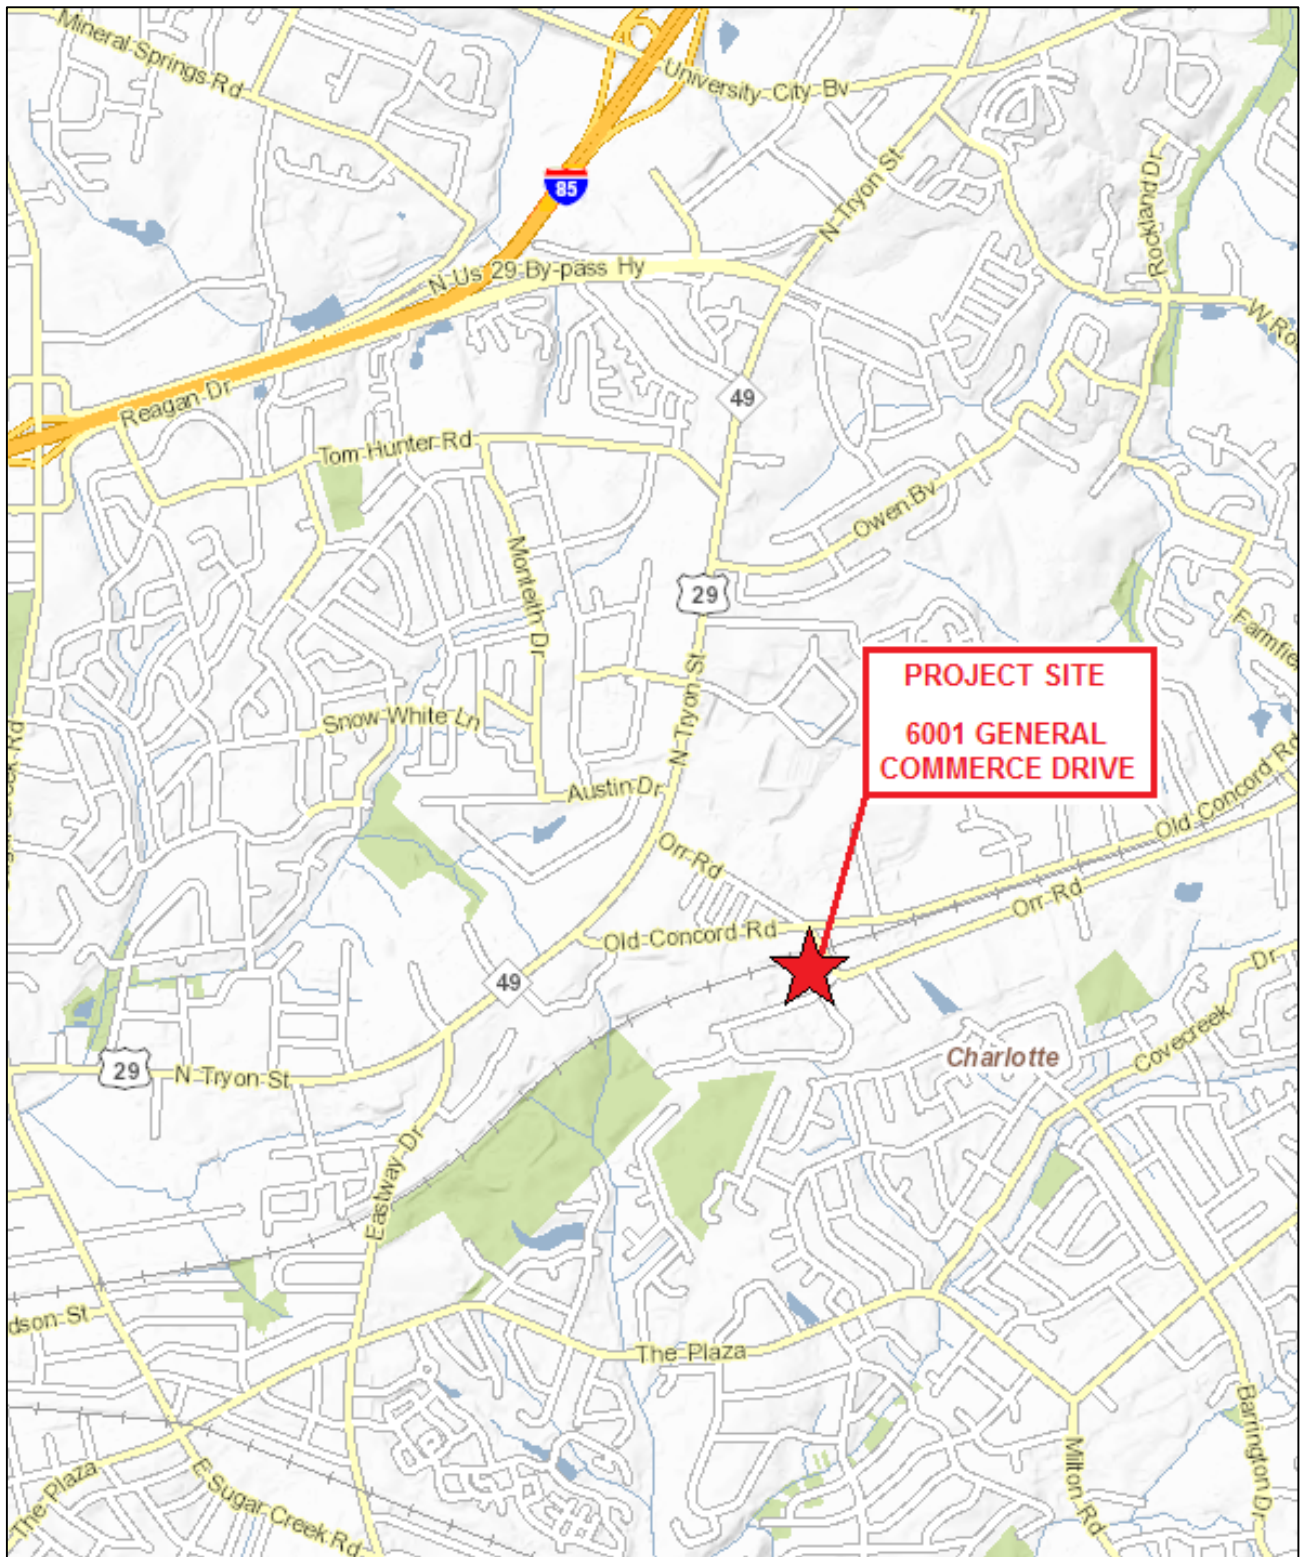 Mineral Springs Rd
University City Bv
N Tryon St
Rockland Dr
85
N Us 29 By-pass Hy
W Ro
Reagan Dr
49
Tom Hunter Rd
Owen Bv
Monteith Dr
29
Farmfie
N Tryon St
PROJECT SITE
6001 GENERAL
COMMERCE DRIVE
Snow White Ln
Austin Dr
Old Concord Rd
Orr Rd
Orr Rd
Old Concord Rd
49
Dr
Covecreek
Charlotte
29
N Tryon St
Eastway Dr
dson St
The Plaza
Barrington Dr
Milton Rd
The Plaza
E Sugar Creek Rd